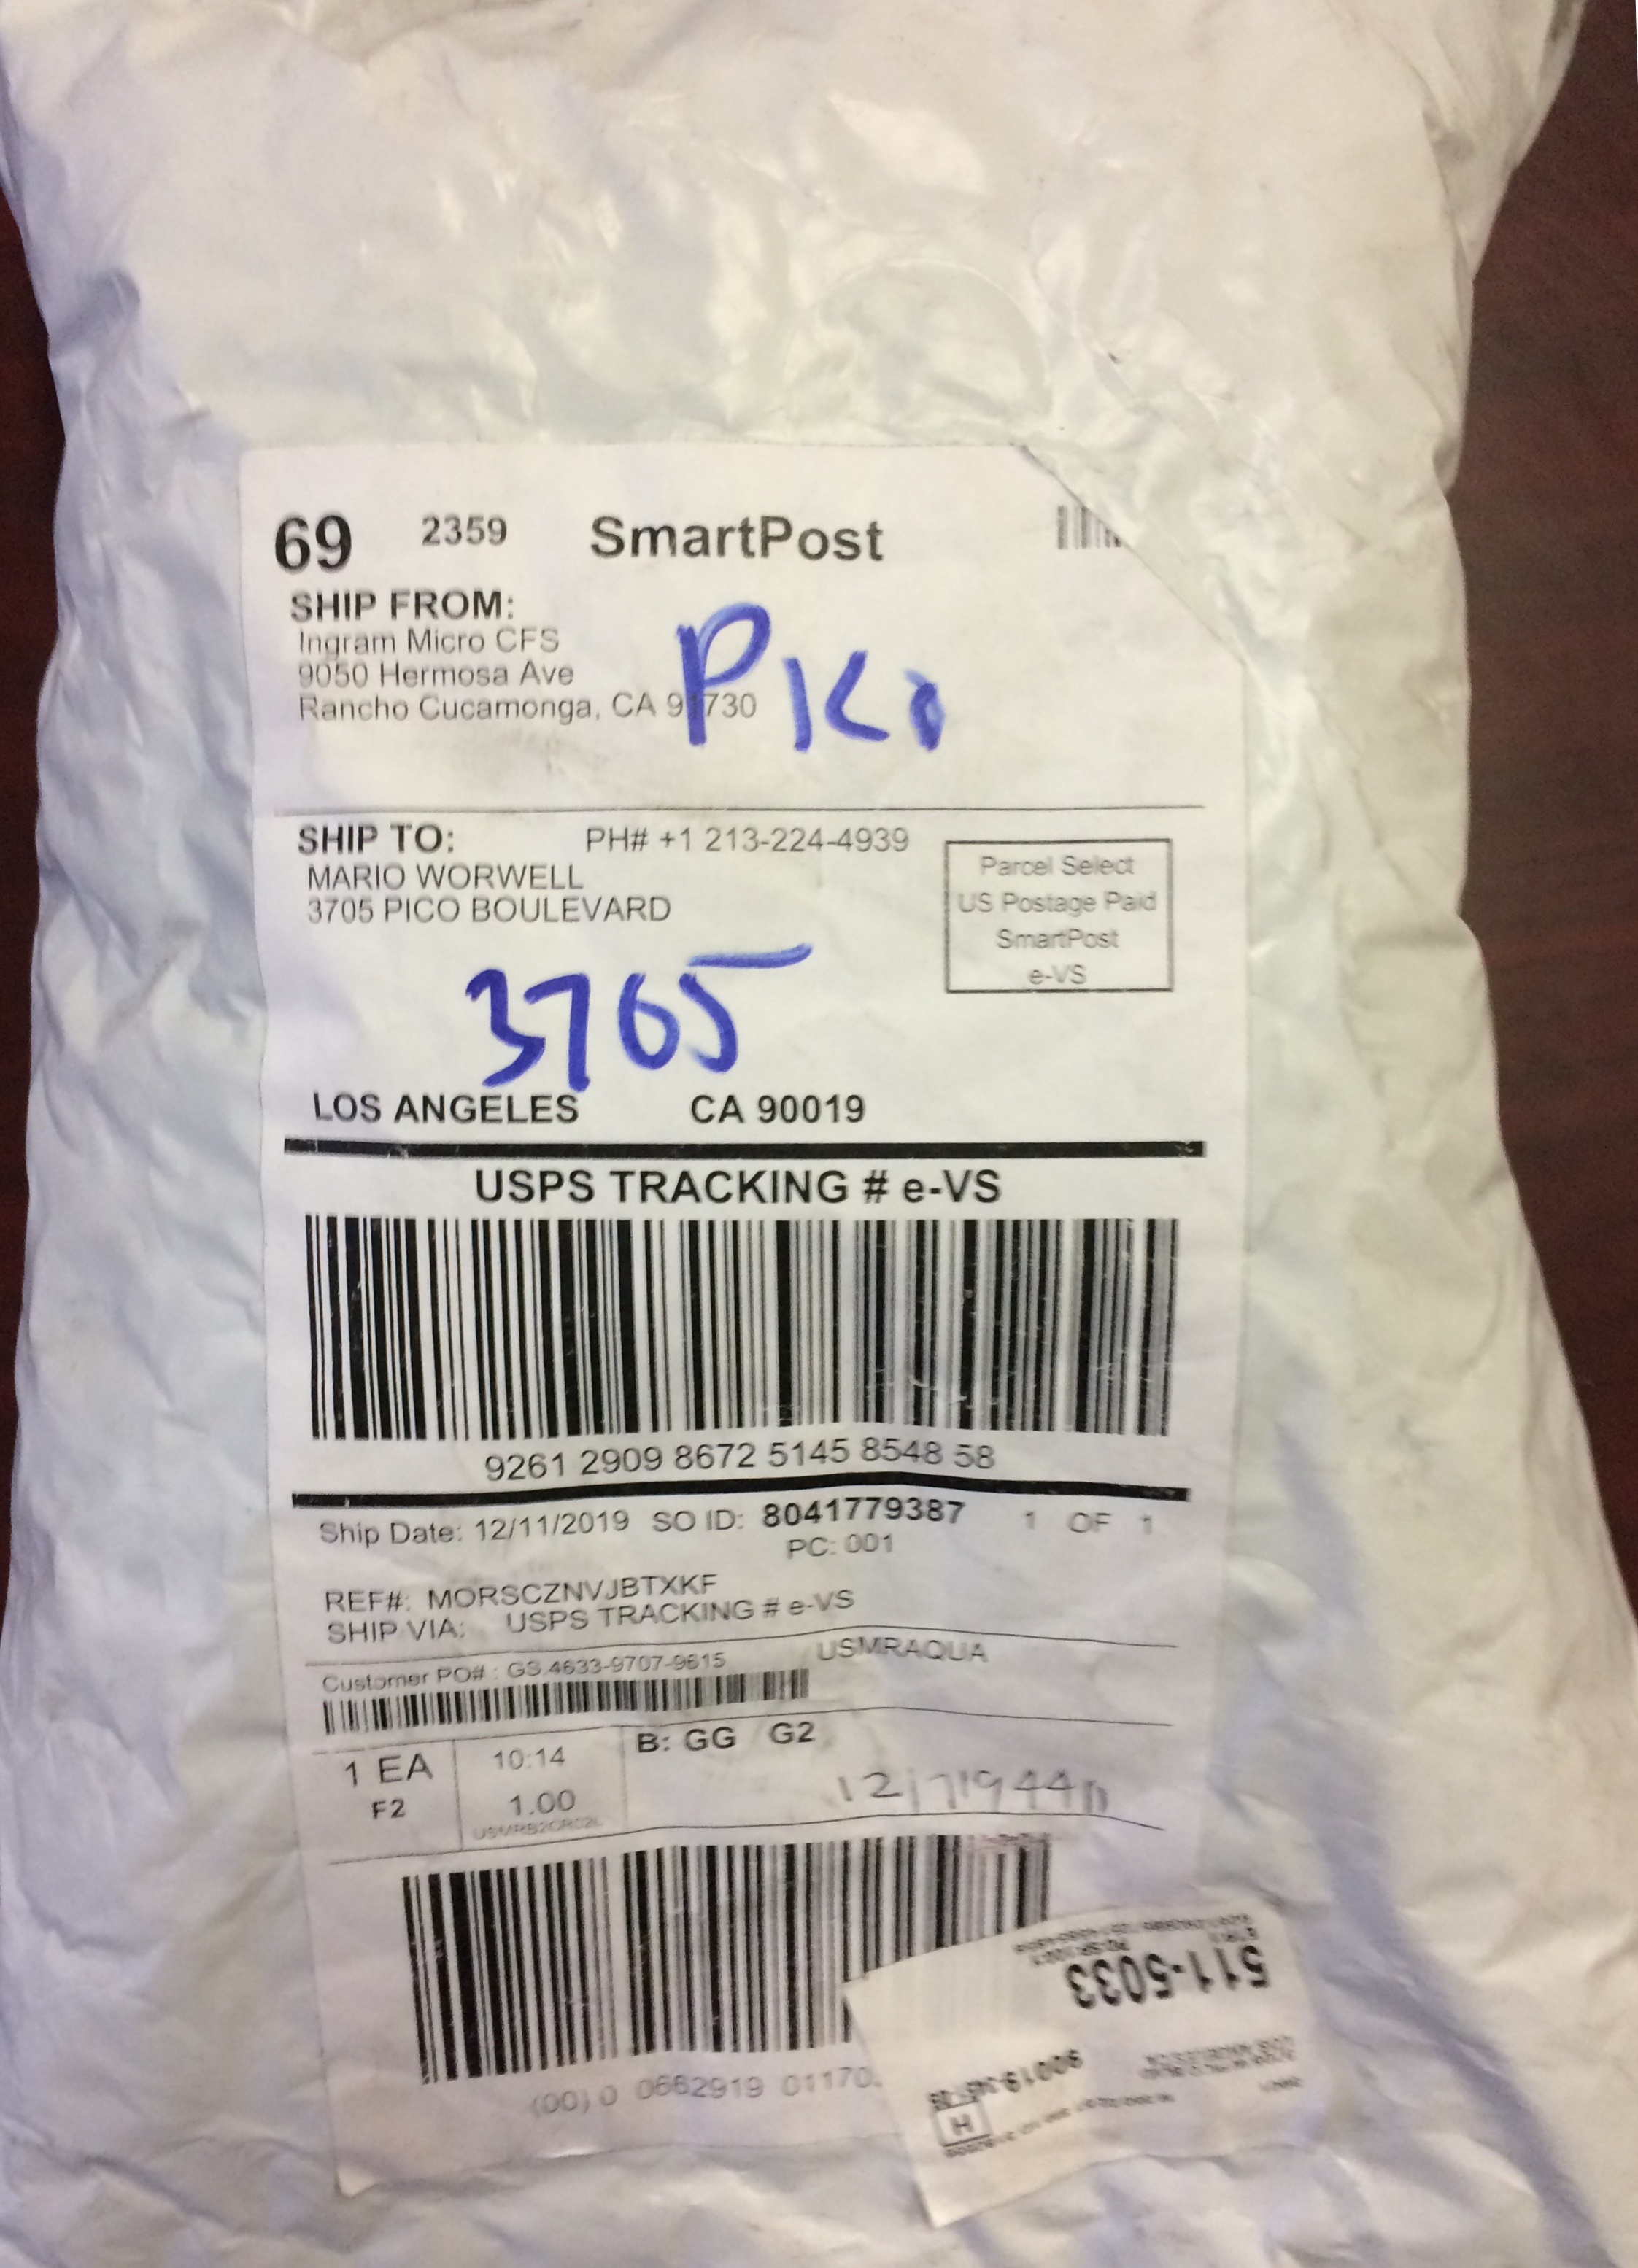 69 2359 SmartPost
SHIP FROM:
Ingram Micro CFS
9050 Hermosa Ave
Rancho Cucamonga, CA 91730
PKo
SHIP TO: PH# +1 213-224-4939
MARIO WORWELL
3705 PICO BOULEVARD
Parcel Select
US Postage Paid
SmartPost
e-VS
3705
LOS ANGELES CA 90019
USPS TRACKING # e-VS
9261 2909 8672 5145 8548 58
Ship Date: 12/11/2019 SO ID: 8041779387 1 OF 1
PC: 001
REF#: MORSCZNVJBTXKF
SHIP VIA: USPS TRACKING # e-VS
Customer PO# : GS.4633-9707-9615 USMRAQUA
1 EA
F2
10:14
1.00
B: GG G2
(00) 0 0662919 01170
511-5033
H